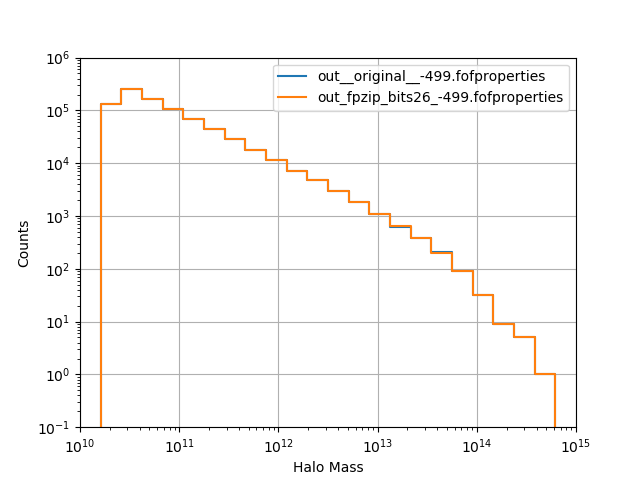 out__original__-499.fofproperties
out_fpzip_bits26_-499.fofproperties
10^6
10^5
10^4
10^3
10^2
10^1
10^0
10^-1
Counts
10^10 10^11 10^12 10^13 10^14 10^15
Halo Mass